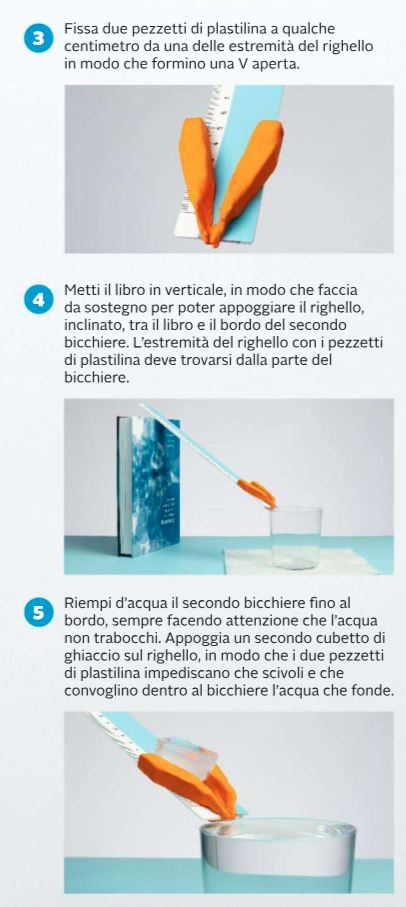 3
Fissa due pezzetti di plastilina a qualche
centimetro da una delle estremità del righello
in modo che formino una V aperta.
4
Metti il libro in verticale, in modo che faccia
da sostegno per poter appoggiare il righello,
inclinato, tra il libro e il bordo del secondo
bicchiere. L'estremità del righello con i pezzetti
di plastilina deve trovarsi dalla parte del
bicchiere.
5
Riempi d'acqua il secondo bicchiere fino al
bordo, sempre facendo attenzione che l'acqua
non trabocchi. Appoggia un secondo cubetto di
ghiaccio sul righello, in modo che i due pezzetti
di plastilina impediscano che scivoli e che
convoglino dentro al bicchiere l'acqua che fonde.